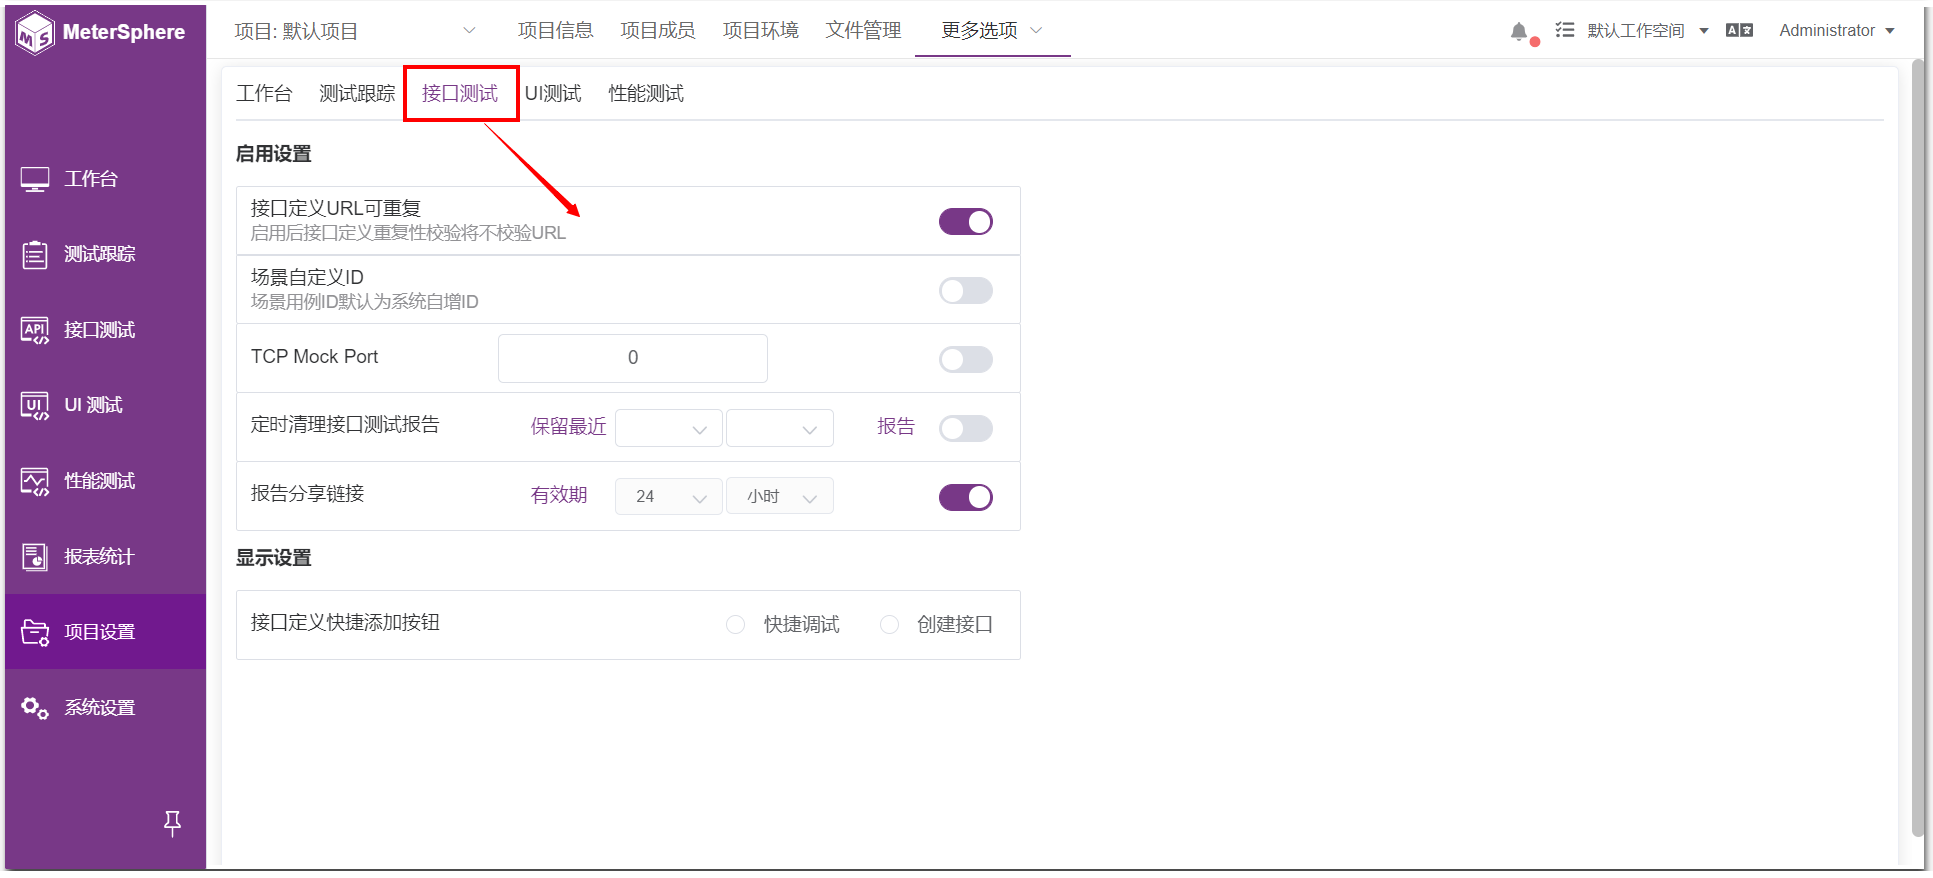 MeterSphere
项目: 默认项目
项目信息
项目成员
项目环境
文件管理
更多选项
默认工作空间
Administrator
工作台
测试跟踪
接口测试
UI 测试
性能测试
报表统计
项目设置
系统设置
工作台
测试跟踪
接口测试
UI测试
性能测试
启用设置
接口定义URL可重复
启用后接口定义重复性校验将不校验URL
场景自定义ID
场景用例ID默认为系统自增ID
TCP Mock Port
0
定时清理接口测试报告
保留最近
报告
报告分享链接
有效期
24
小时
显示设置
接口定义快捷添加按钮
快捷调试
创建接口